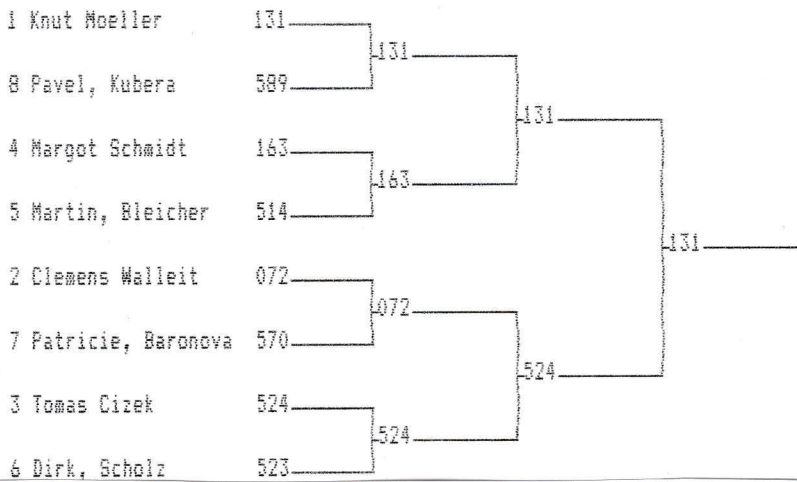 1 Knut Moeller 131
131
8 Pavel, Kubera 589
131
4 Margot Schmidt 163
163
5 Martin, Bleicher 514
131
2 Clemens Walleit 072
072
7 Patricie, Baronova 570
524
3 Tomas Cizek 524
524
6 Dirk, Scholz 523